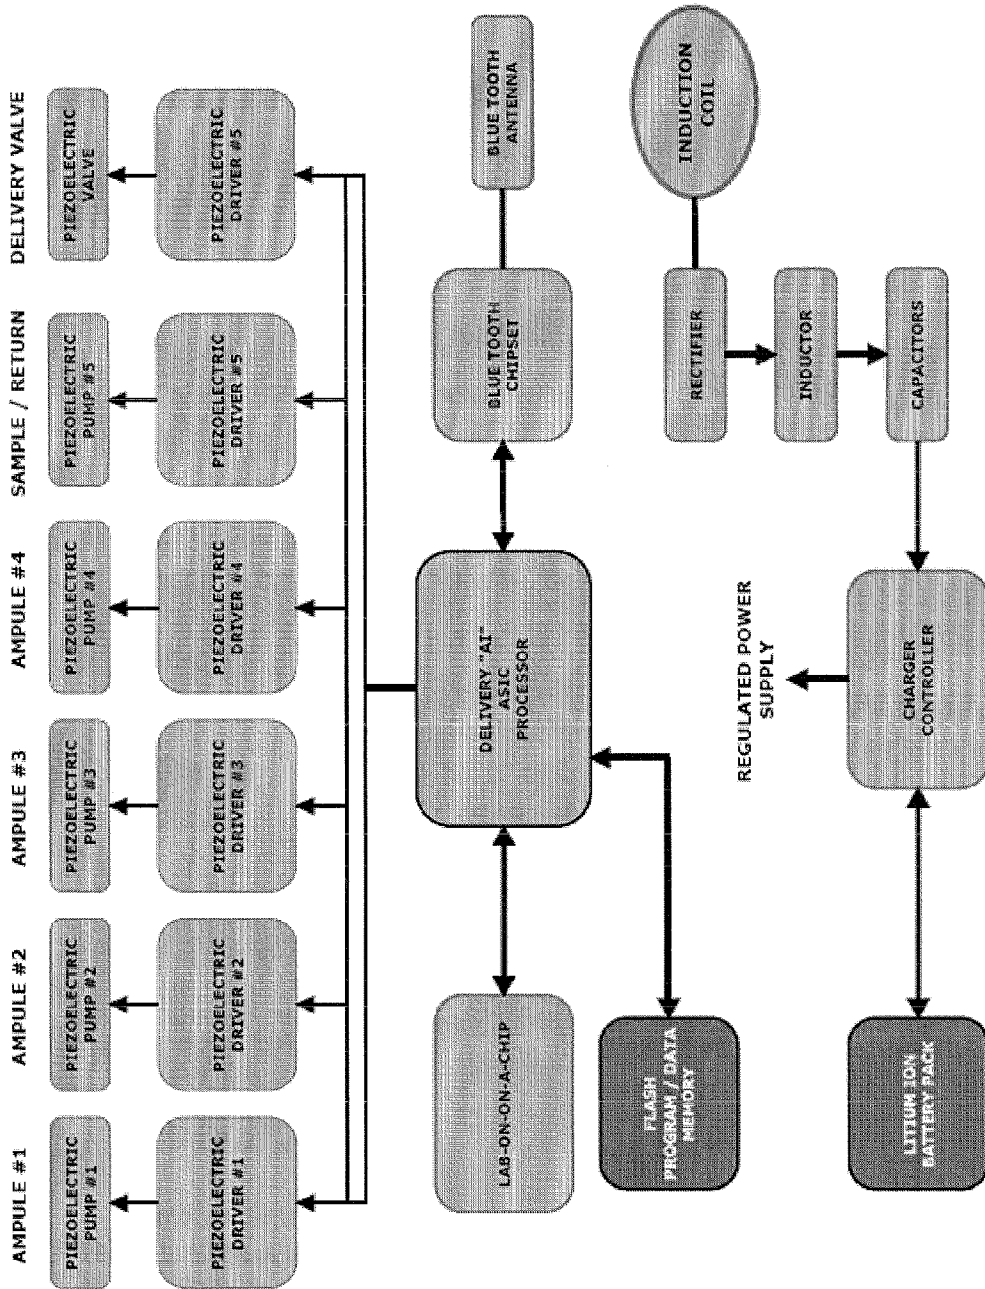 AMPULE #1
AMPULE #2
AMPULE #3
AMPULE #4
SAMPLE / RETURN
DELIVERY VALVE
PIEZOELECTRIC
PUMP #1
PIEZOELECTRIC
PUMP #2
PIEZOELECTRIC
PUMP #3
PIEZOELECTRIC
PUMP #4
PIEZOELECTRIC
PUMP #5
PIEZOELECTRIC
VALVE
PIEZOELECTRIC
DRIVER #1
PIEZOELECTRIC
DRIVER #2
PIEZOELECTRIC
DRIVER #3
PIEZOELECTRIC
DRIVER #4
PIEZOELECTRIC
DRIVER #5
PIEZOELECTRIC
DRIVER #5
LAB-ON-ON-A-CHIP
DELIVERY "AI"
ASIC
PROCESSOR
BLUE TOOTH
CHIPSET
BLUE TOOTH
ANTENNA
FLASH
PROGRAM / DATA
MEMORY
INDUCTION
COIL
RECTIFIER
INDUCTOR
CAPACITORS
REGULATED POWER
SUPPLY
LITIUM ION
BATTERY PACK
CHARGER
CONTROLLER